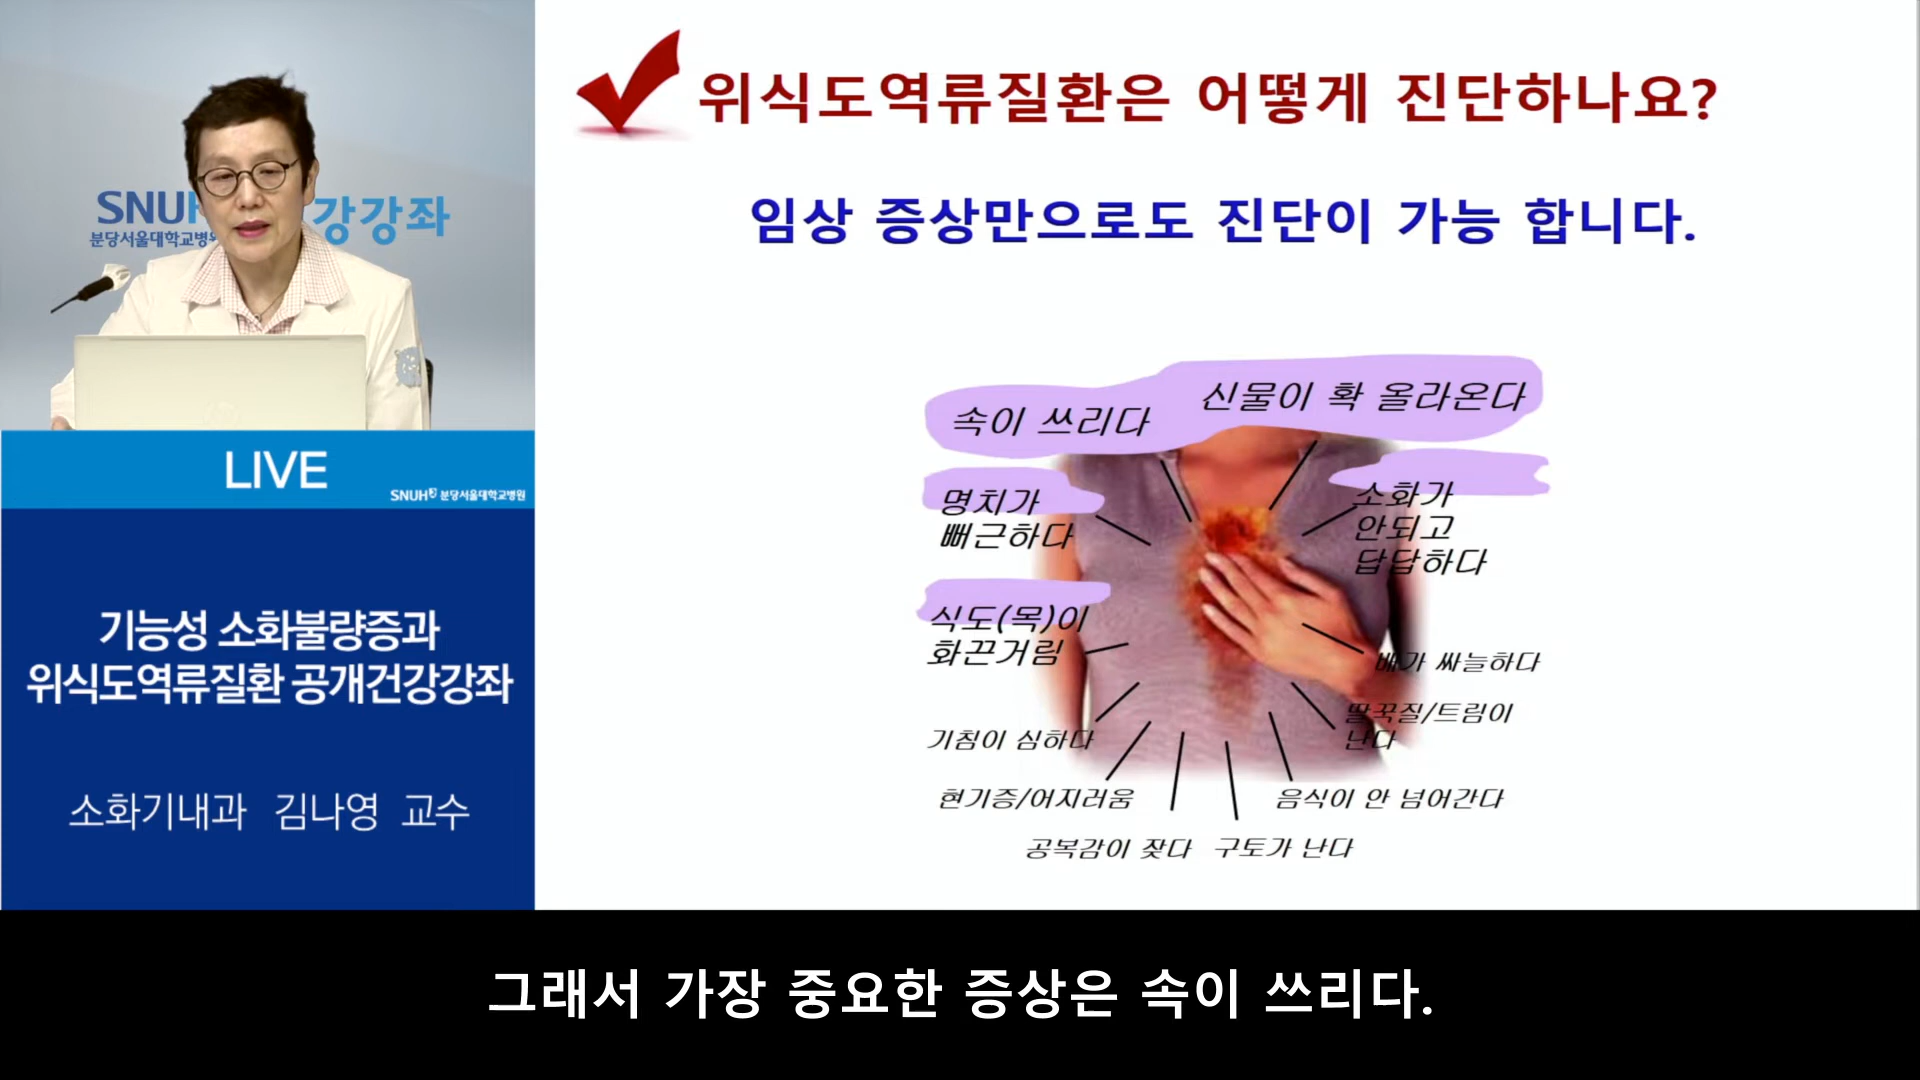 위식도역류질환은 어떻게 진단하나요?
임상 증상만으로도 진단이 가능 합니다.
SNUH
분당서울대학교병
강강좌
LIVE
SNUH 분당서울대학교병원
기능성 소화불량증과
위식도역류질환 공개건강강좌
소화기내과 김나영 교수
속이 쓰리다
신물이 확 올라온다
명치가
뻐근하다
소화가
안되고
답답하다
식도(목)이
화끈거림
배가 싸늘하다
기침이 심하다
딸꾹질/트림이
난다
현기증/어지러움
음식이 안 넘어간다
공복감이 잦다
구토가 난다
그래서 가장 중요한 증상은 속이 쓰리다.